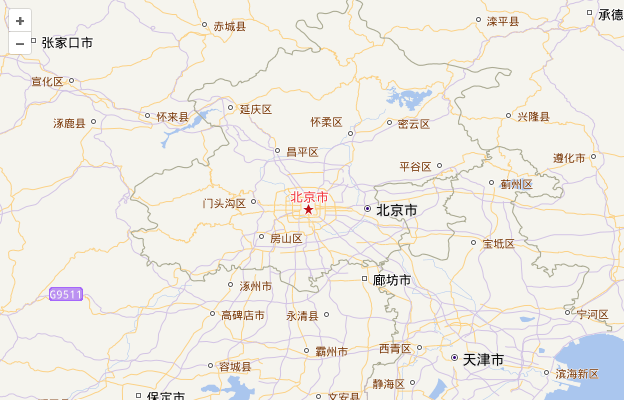 +
−
赤城县
滦平县
承德
张家口市
宣化区
怀来县
涿鹿县
延庆区
怀柔区
密云区
兴隆县
昌平区
平谷区
遵化市
蓟州区
门头沟区
北京市
北京市
房山区
宝坻区
涿州市
廊坊市
G9511
高碑店市
永清县
宁河区
霸州市
西青区
天津市
容城县
滨海新区
静海区
保定市
文安县